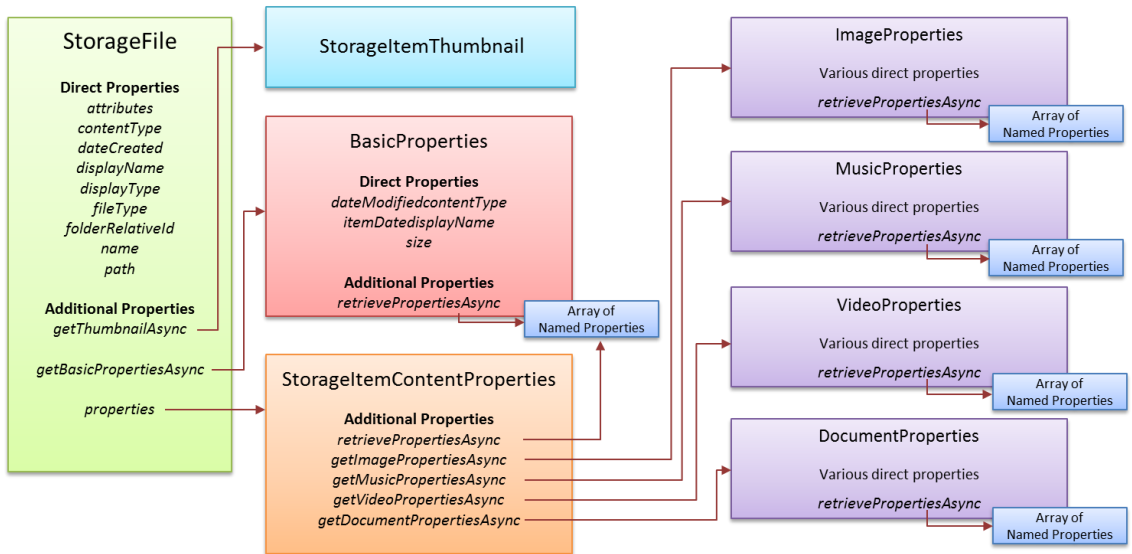 StorageFile
Direct Properties
attributes
contentType
dateCreated
displayName
displayType
fileType
folderRelativeId
name
path
Additional Properties
getThumbnailAsync
getBasicPropertiesAsync
properties
StorageItemThumbnail
BasicProperties
Direct Properties
dateModifiedcontentType
itemDatedisplayName
size
Additional Properties
retrievePropertiesAsync
Array of
Named Properties
StorageItemContentProperties
Additional Properties
retrievePropertiesAsync
getImagePropertiesAsync
getMusicPropertiesAsync
getVideoPropertiesAsync
getDocumentPropertiesAsync
ImageProperties
Various direct properties
retrievePropertiesAsync
Array of
Named Properties
MusicProperties
Various direct properties
retrievePropertiesAsync
Array of
Named Properties
VideoProperties
Various direct properties
retrievePropertiesAsync
Array of
Named Properties
DocumentProperties
Various direct properties
retrievePropertiesAsync
Array of
Named Properties